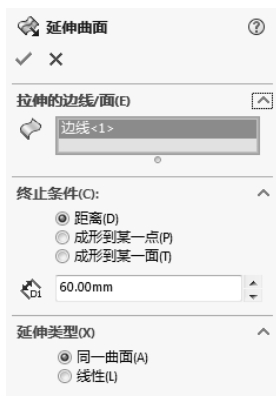 延伸曲面
拉伸的边线/面(E)
边线<1>
终止条件(C):
距离(D)
成形到某一点(P)
成形到某一面(T)
D1
60.00mm
延伸类型(X)
同一曲面(A)
线性(L)